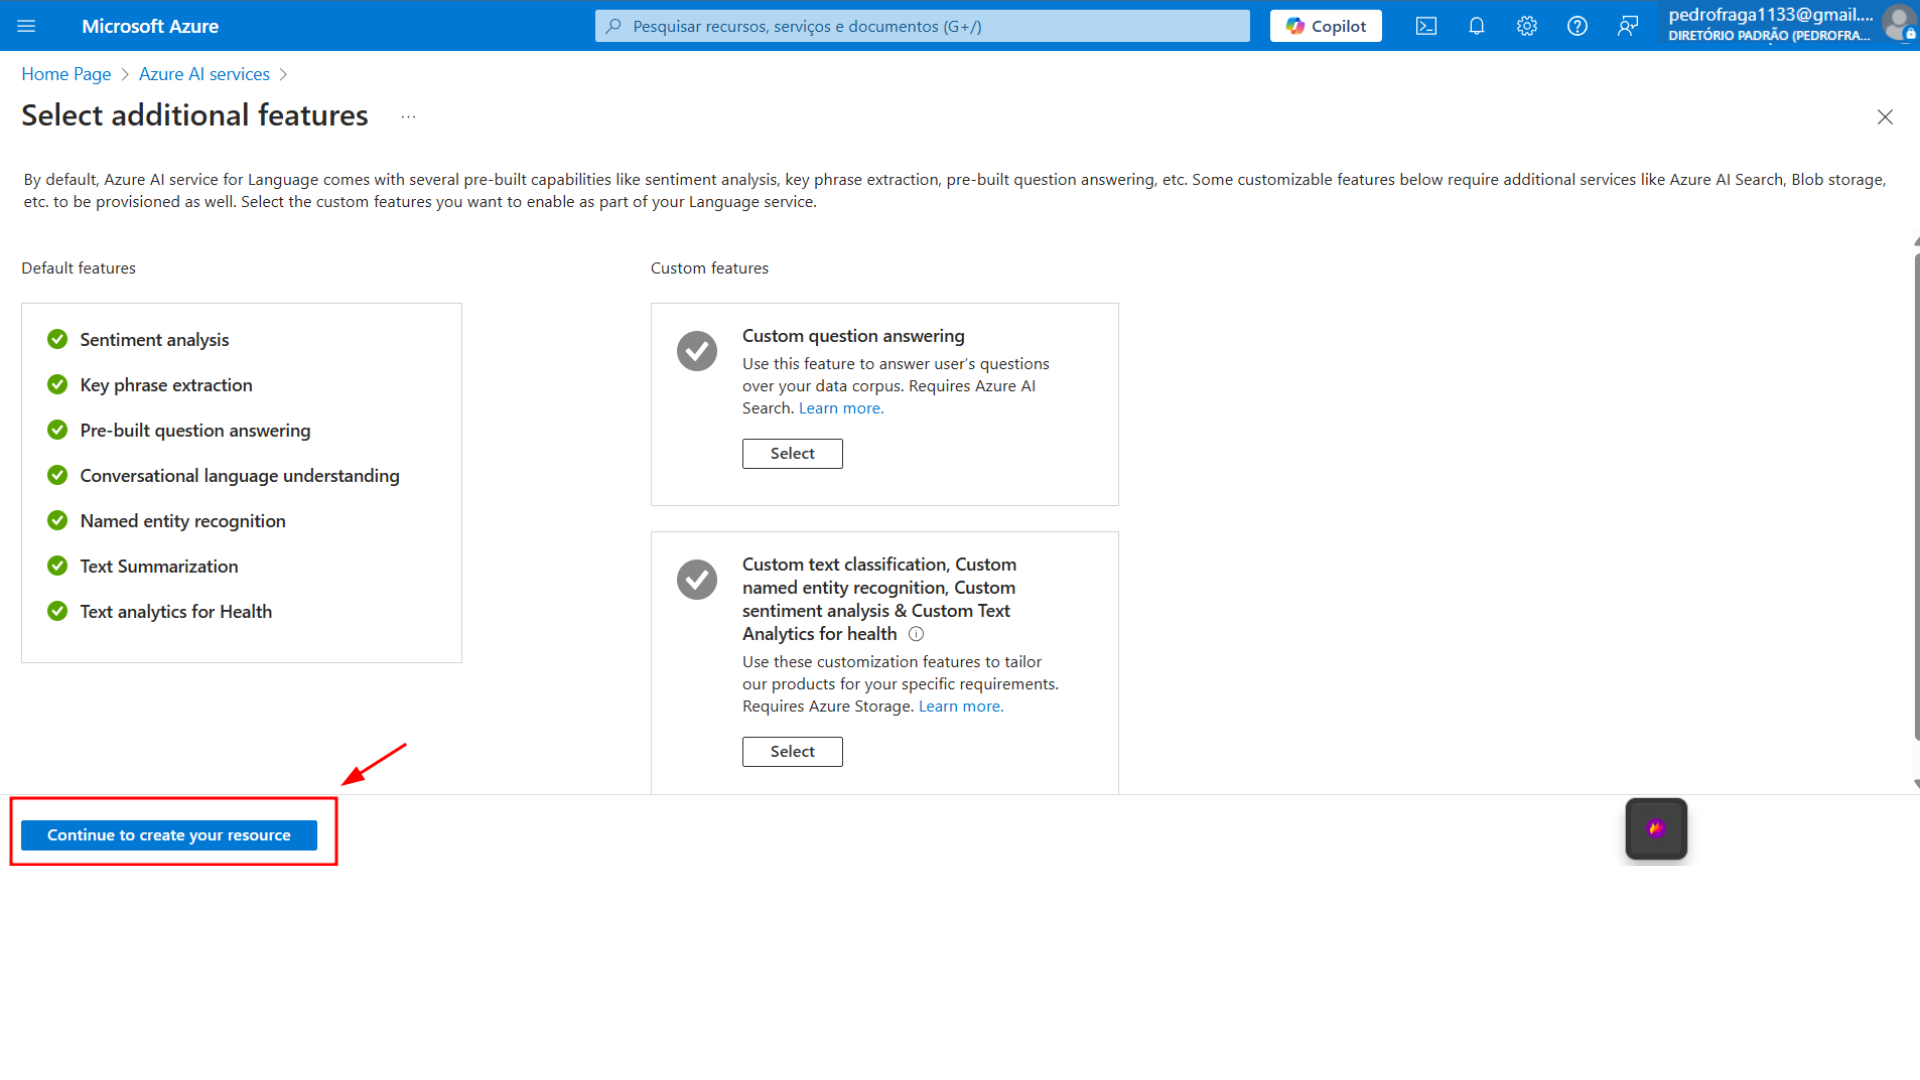 Microsoft Azure
Pesquisar recursos, serviços e documentos (G+/)
Copilot
pedrofraga1133@gmail....
DIRETÓRIO PADRÃO (PEDROFRA...
Home Page > Azure AI services >
Select additional features ...
By default, Azure AI service for Language comes with several pre-built capabilities like sentiment analysis, key phrase extraction, pre-built question answering, etc. Some customizable features below require additional services like Azure AI Search, Blob storage,
etc. to be provisioned as well. Select the custom features you want to enable as part of your Language service.
Default features
Sentiment analysis
Key phrase extraction
Pre-built question answering
Conversational language understanding
Named entity recognition
Text Summarization
Text analytics for Health
Custom features
Custom question answering
Use this feature to answer user's questions
over your data corpus. Requires Azure AI
Search. Learn more.
Select
Custom text classification, Custom
named entity recognition, Custom
sentiment analysis & Custom Text
Analytics for health
Use these customization features to tailor
our products for your specific requirements.
Requires Azure Storage. Learn more.
Select
Continue to create your resource